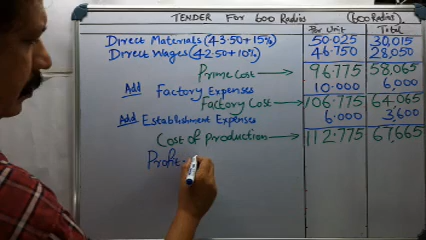 TENDER For 600 Radios (600 Radios)
Per Unit Total
Direct Materials (43.50+15%) 50.025 30,015
Direct Wages (42.50+10%) 46.750 28,050
Prime Cost → 96.775 58,065
Add Factory Expenses 10.000 6,000
Factory Cost → 106.775 64,065
Add Establishment Expenses 6.000 3,600
Cost of Production → 112.775 67,665
Profit